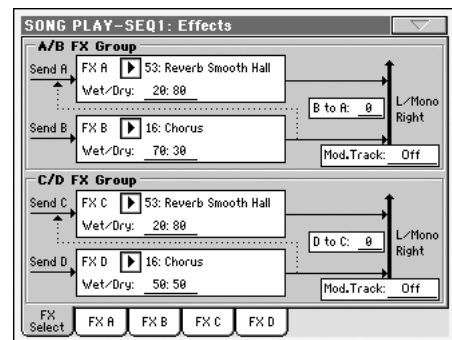 SONG PLAY-SEQ1: Effects
A/B FX Group
Send A
FX A 53: Reverb Smooth Hall
Wet/Dry: 20:80
B to A: 0
L/Mono
Right
Send B
FX B 16: Chorus
Wet/Dry: 70:30
Mod.Track: Off
C/D FX Group
Send C
FX C 53: Reverb Smooth Hall
Wet/Dry: 20:80
D to C: 0
L/Mono
Right
Send D
FX D 16: Chorus
Wet/Dry: 50:50
Mod.Track: Off
FX Select
FX A
FX B
FX C
FX D